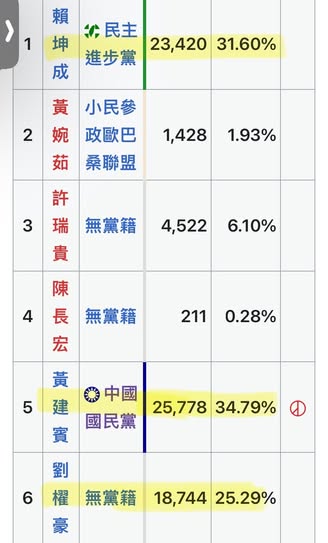 1 賴坤成 民主進步黨 23,420 31.60%
2 黃婉茹 小民參政歐巴桑聯盟 1,428 1.93%
3 許瑞貴 無黨籍 4,522 6.10%
4 陳長宏 無黨籍 211 0.28%
5 黃建賓 中國國民黨 25,778 34.79%
6 劉櫂豪 無黨籍 18,744 25.29%